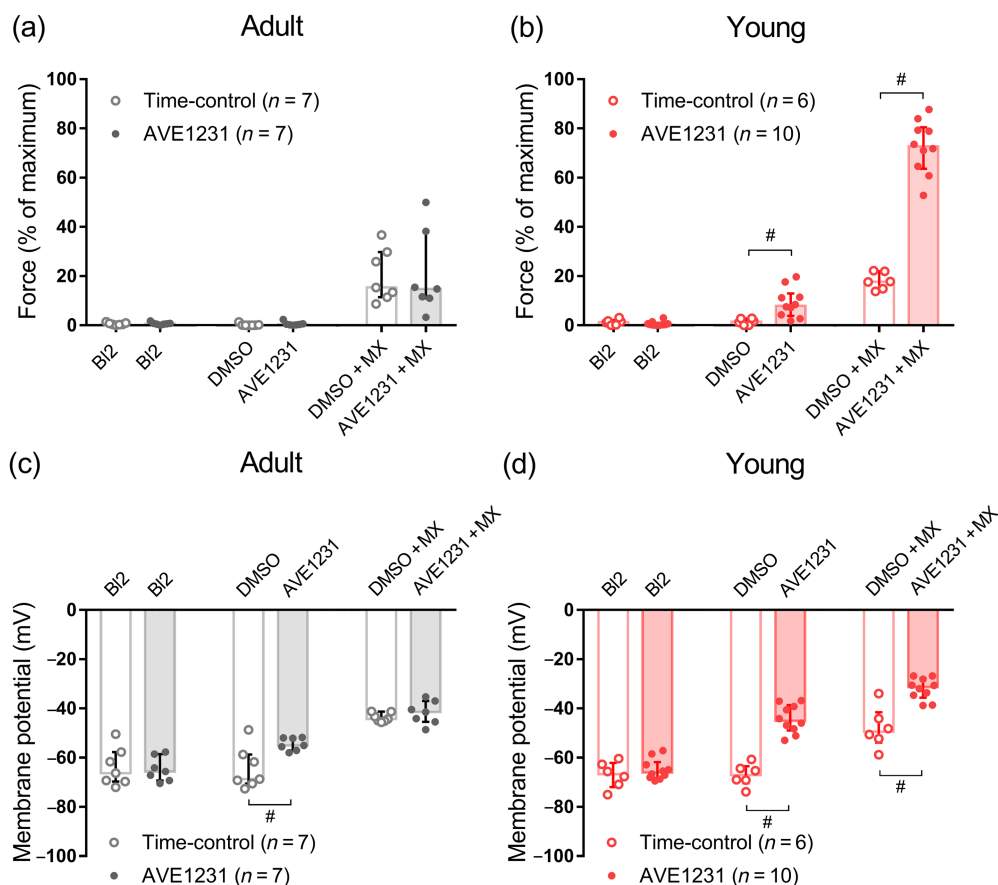 (a) Adult
Force (% of maximum)
100
80
60
40
20
0
Time-control (n = 7)
AVE1231 (n = 7)
BI2 BI2 DMSO AVE1231 DMSO + MX AVE1231 + MX
(b) Young
Force (% of maximum)
100
80
60
40
20
0
Time-control (n = 6)
AVE1231 (n = 10)
#
#
BI2 BI2 DMSO AVE1231 DMSO + MX AVE1231 + MX
(c) Adult
BI2 BI2 DMSO AVE1231 DMSO + MX AVE1231 + MX
Membrane potential (mV)
0
−20
−40
−60
−80
−100
#
Time-control (n = 7)
AVE1231 (n = 7)
(d) Young
BI2 BI2 DMSO AVE1231 DMSO + MX AVE1231 + MX
Membrane potential (mV)
0
−20
−40
−60
−80
−100
#
#
Time-control (n = 6)
AVE1231 (n = 10)